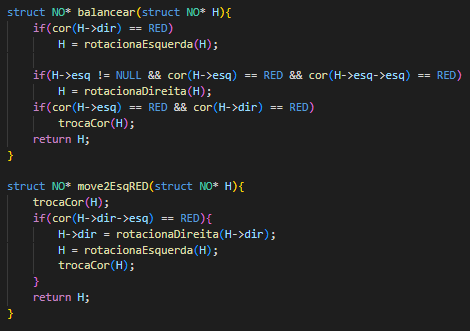 struct NO* balancear(struct NO* H){
    if(cor(H->dir) == RED)
        H = rotacionaEsquerda(H);

    if(H->esq != NULL && cor(H->esq) == RED && cor(H->esq->esq) == RED)
        H = rotacionaDireita(H);
    if(cor(H->esq) == RED && cor(H->dir) == RED)
        trocaCor(H);
    return H;
}

struct NO* move2EsqRED(struct NO* H){
    trocaCor(H);
    if(cor(H->dir->esq) == RED){
        H->dir = rotacionaDireita(H->dir);
        H = rotacionaEsquerda(H);
        trocaCor(H);
    }
    return H;
}